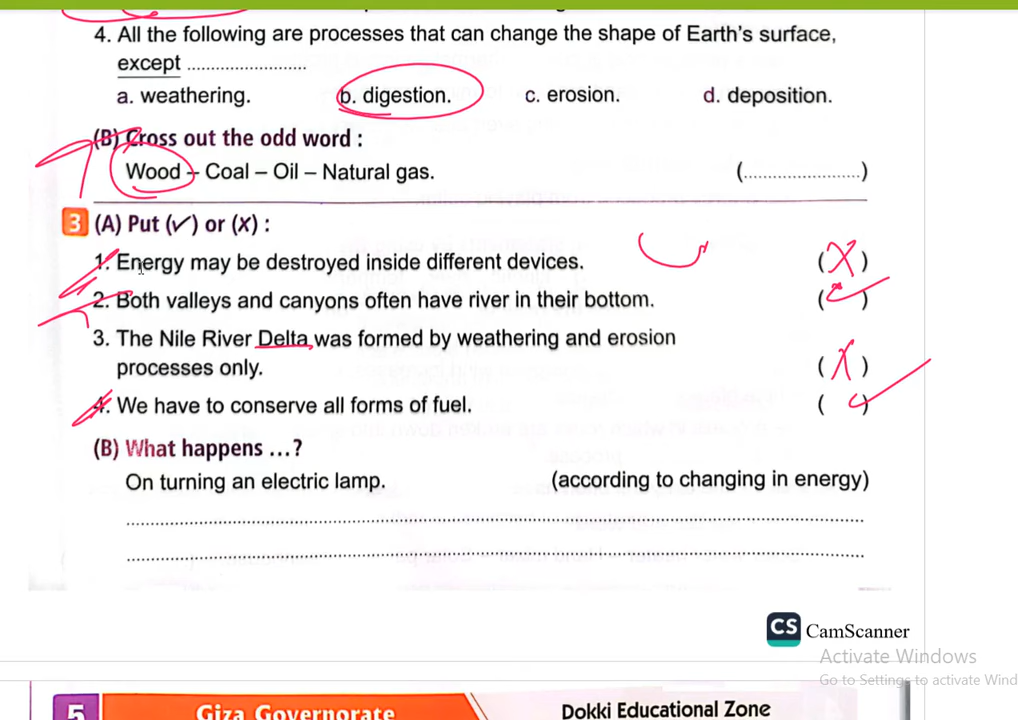 4. All the following are processes that can change the shape of Earth's surface,
except ........................
a. weathering. b. digestion. c. erosion. d. deposition.
(B) Cross out the odd word :
Wood – Coal – Oil – Natural gas. (.......................)
3 (A) Put (✓) or (x) :
1. Energy may be destroyed inside different devices. (X)
2. Both valleys and canyons often have river in their bottom. (✓)
3. The Nile River Delta was formed by weathering and erosion
processes only. (X)
4. We have to conserve all forms of fuel. (✓)
(B) What happens ...?
On turning an electric lamp. (according to changing in energy)
CS CamScanner
Activate Windows
Go to Settings to activate Wind
5 Giza Governorate Dokki Educational Zone